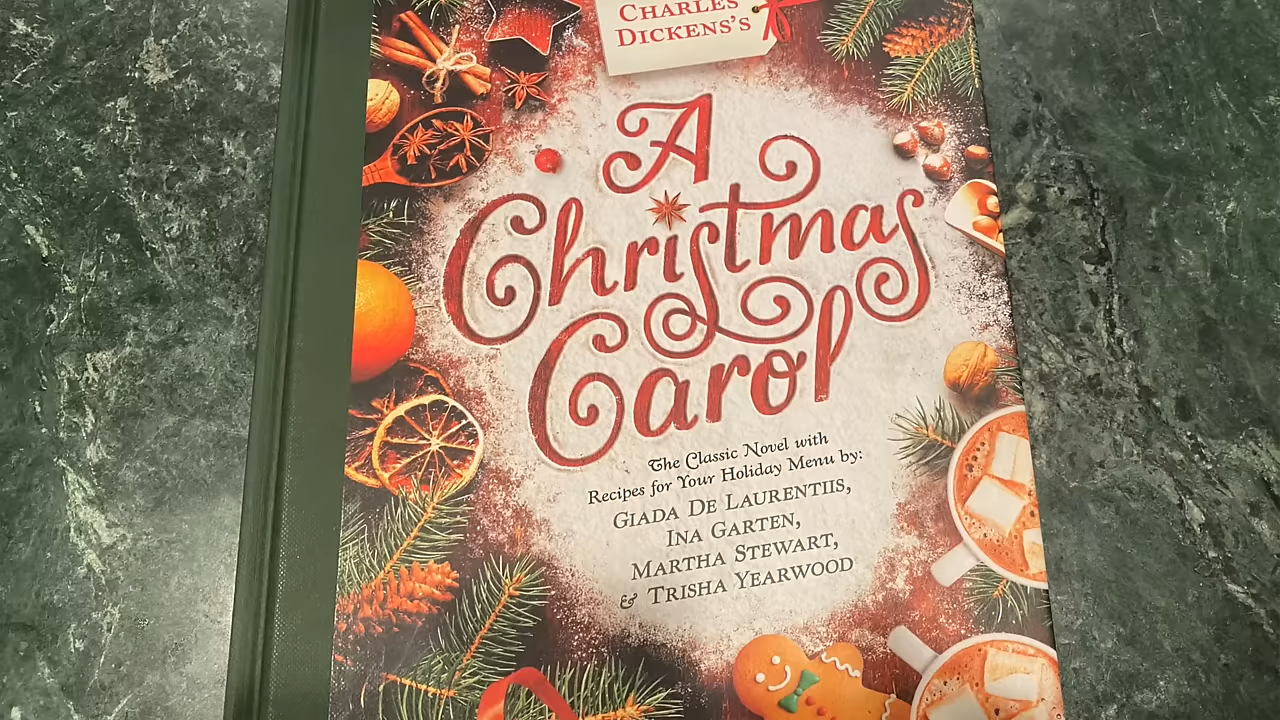 CHARLES
DICKENS'S
A
Christmas
Carol
The Classic Novel with
Recipes for Your Holiday Menu by:
GIADA DE LAURENTIIS,
INA GARTEN,
MARTHA STEWART,
& TRISHA YEARWOOD